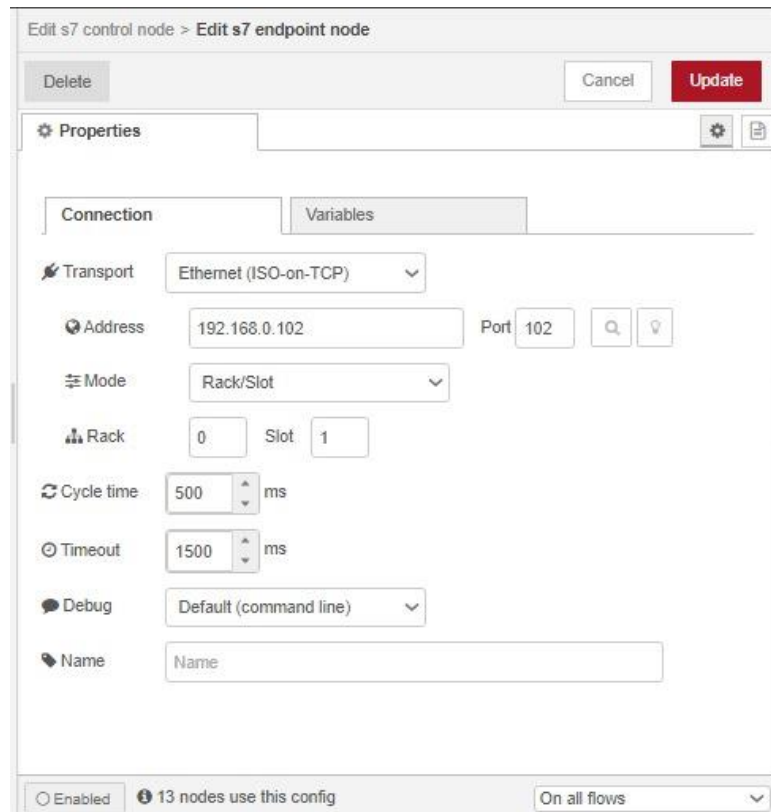 Edit s7 control node > Edit s7 endpoint node
Delete Cancel Update
Properties
Connection Variables
Transport Ethernet (ISO-on-TCP)
Address 192.168.0.102 Port 102
Mode Rack/Slot
Rack 0 Slot 1
Cycle time 500 ms
Timeout 1500 ms
Debug Default (command line)
Name Name
Enabled 13 nodes use this config On all flows